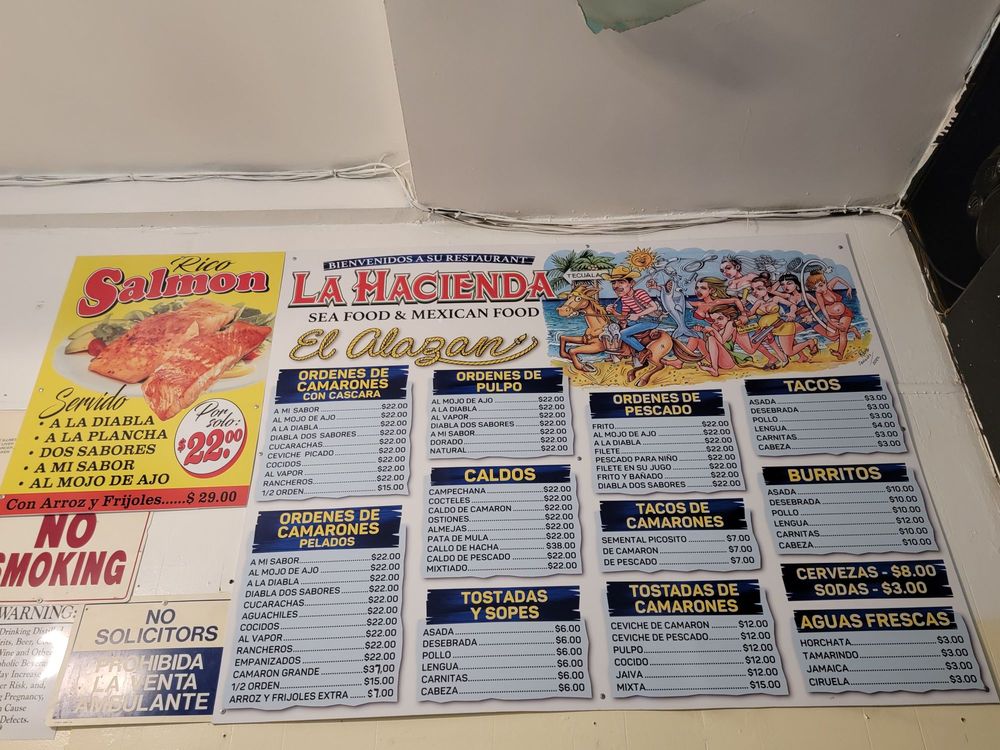 Rico
Salmon
Servido
• A LA DIABLA
• A LA PLANCHA
• DOS SABORES
• A MI SABOR
• AL MOJO DE AJO
Por solo:
$22.00
Con Arroz y Frijoles......$ 29.00
NO
SMOKING
WARNING:
NO
SOLICITORS
PROHIBIDA
LA VENTA
AMBULANTE
BIENVENIDOS A SU RESTAURANT
LA HACIENDA
SEA FOOD & MEXICAN FOOD
El Alazan
TECUALA
ORDENES DE
CAMARONES
CON CASCARA
A MI SABOR $22.00
AL MOJO DE AJO $22.00
A LA DIABLA $22.00
DIABLA DOS SABORES $22.00
CUCARACHAS $22.00
CEVICHE PICADO $22.00
COCIDOS $22.00
AL VAPOR $22.00
RANCHEROS $22.00
1/2 ORDEN $15.00
ORDENES DE
CAMARONES
PELADOS
A MI SABOR $22.00
AL MOJO DE AJO $22.00
A LA DIABLA $22.00
DIABLA DOS SABORES $22.00
CUCARACHAS $22.00
AGUACHILES $22.00
COCIDOS $22.00
AL VAPOR $22.00
RANCHEROS $22.00
EMPANIZADOS $22.00
CAMARON GRANDE $37.00
1/2 ORDEN $15.00
ARROZ Y FRIJOLES EXTRA $7.00
ORDENES DE
PULPO
AL MOJO DE AJO $22.00
A LA DIABLA $22.00
AL VAPOR $22.00
DIABLA DOS SABORES $22.00
A MI SABOR $22.00
DORADO $22.00
NATURAL $22.00
CALDOS
CAMPECHANA $22.00
COCTELES $22.00
CALDO DE CAMARON $22.00
OSTIONES $22.00
ALMEJAS $22.00
PATA DE MULA $22.00
CALLO DE HACHA $38.00
CALDO DE PESCADO $22.00
MIXTIADO $22.00
TOSTADAS
Y SOPES
ASADA $6.00
DESEBRADA $6.00
POLLO $6.00
LENGUA $6.00
CARNITAS $6.00
CABEZA $6.00
ORDENES DE
PESCADO
FRITO $22.00
AL MOJO DE AJO $22.00
A LA DIABLA $22.00
FILETE $22.00
PESCADO PARA NIÑO $22.00
FILETE EN SU JUGO $22.00
FRITO Y BAÑADO $22.00
DIABLA DOS SABORES $22.00
TACOS DE
CAMARONES
SEMENTAL PICOSITO $7.00
DE CAMARON $7.00
DE PESCADO $7.00
TOSTADAS DE
CAMARONES
CEVICHE DE CAMARON $12.00
CEVICHE DE PESCADO $12.00
PULPO $12.00
COCIDO $12.00
JAIVA $12.00
MIXTA $15.00
TACOS
ASADA $3.00
DESEBRADA $3.00
POLLO $3.00
LENGUA $4.00
CARNITAS $3.00
CABEZA $3.00
BURRITOS
ASADA $10.00
DESEBRADA $10.00
POLLO $10.00
LENGUA $12.00
CARNITAS $10.00
CABEZA $10.00
CERVEZAS - $8.00
SODAS - $3.00
AGUAS FRESCAS
HORCHATA $3.00
TAMARINDO $3.00
JAMAICA $3.00
CIRUELA $3.00